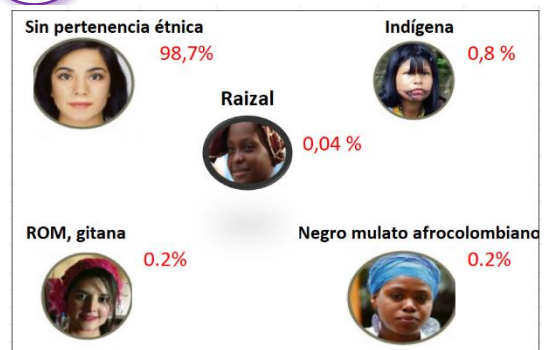 Sin pertenencia étnica
98,7%
Indígena
0,8 %
Raizal
0,04 %
ROM, gitana
0.2%
Negro mulato afrocolombiano
0.2%